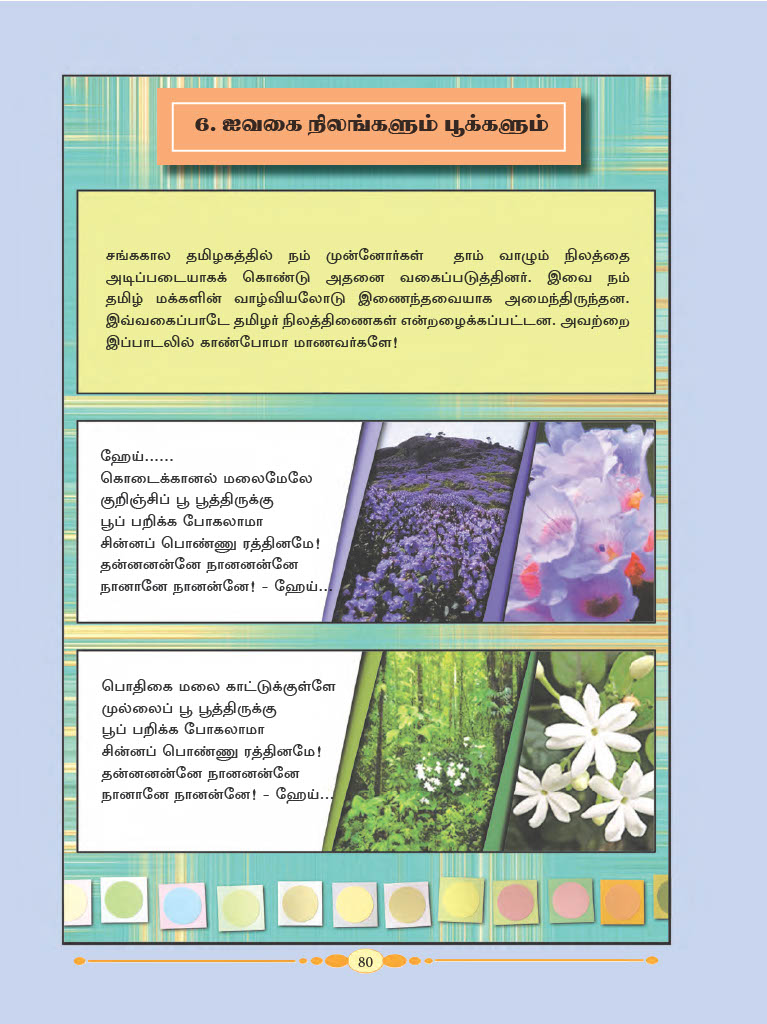 6. ஐவகை நிலங்களும் பூக்களும்
சங்ககால தமிழகத்தில் நம் முன்னோர்கள் தாம் வாழும் நிலத்தை
அடிப்படையாகக் கொண்டு அதனை வகைப்படுத்தினர். இவை நம்
தமிழ் மக்களின் வாழ்வியலோடு இணைந்தவையாக அமைந்திருந்தன.
இவ்வகைப்பாடே தமிழர் நிலத்திணைகள் என்றழைக்கப்பட்டன. அவற்றை
இப்பாடலில் காண்போமா மாணவர்களே!
ஹேய்......
கொடைக்கானல் மலைமேலே
குறிஞ்சிப் பூ பூத்திருக்கு
பூப் பறிக்க போகலாமா
சின்னப் பொண்ணு ரத்தினமே!
தன்னனன்னே நானனன்னே
நானானே நானன்னே! - ஹேய்...
பொதிகை மலை காட்டுக்குள்ளே
முல்லைப் பூ பூத்திருக்கு
பூப் பறிக்க போகலாமா
சின்னப் பொண்ணு ரத்தினமே!
தன்னனன்னே நானனன்னே
நானானே நானன்னே! - ஹேய்...
80